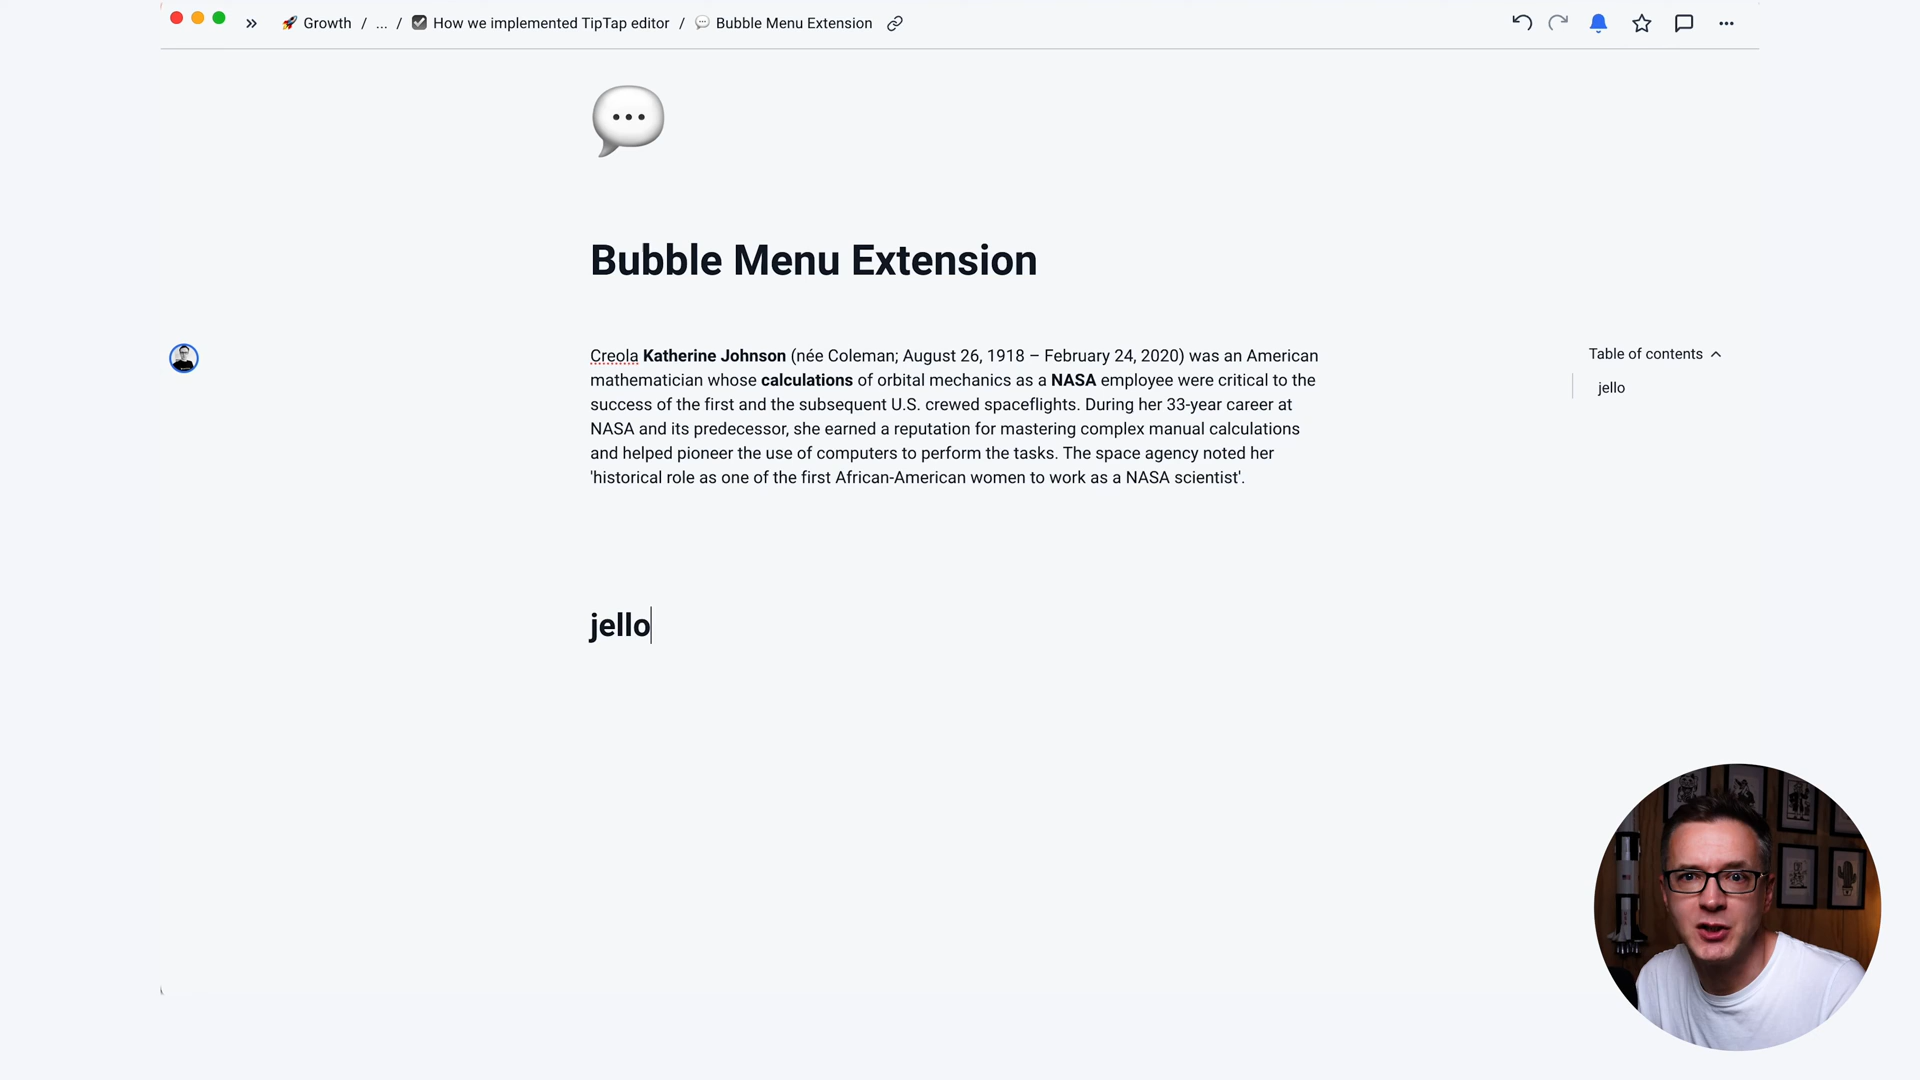 Growth / ... / How we implemented TipTap editor / Bubble Menu Extension
Bubble Menu Extension
Creola Katherine Johnson (née Coleman; August 26, 1918 – February 24, 2020) was an American
mathematician whose calculations of orbital mechanics as a NASA employee were critical to the
success of the first and the subsequent U.S. crewed spaceflights. During her 33-year career at
NASA and its predecessor, she earned a reputation for mastering complex manual calculations
and helped pioneer the use of computers to perform the tasks. The space agency noted her
'historical role as one of the first African-American women to work as a NASA scientist'.
Table of contents
jello
jello